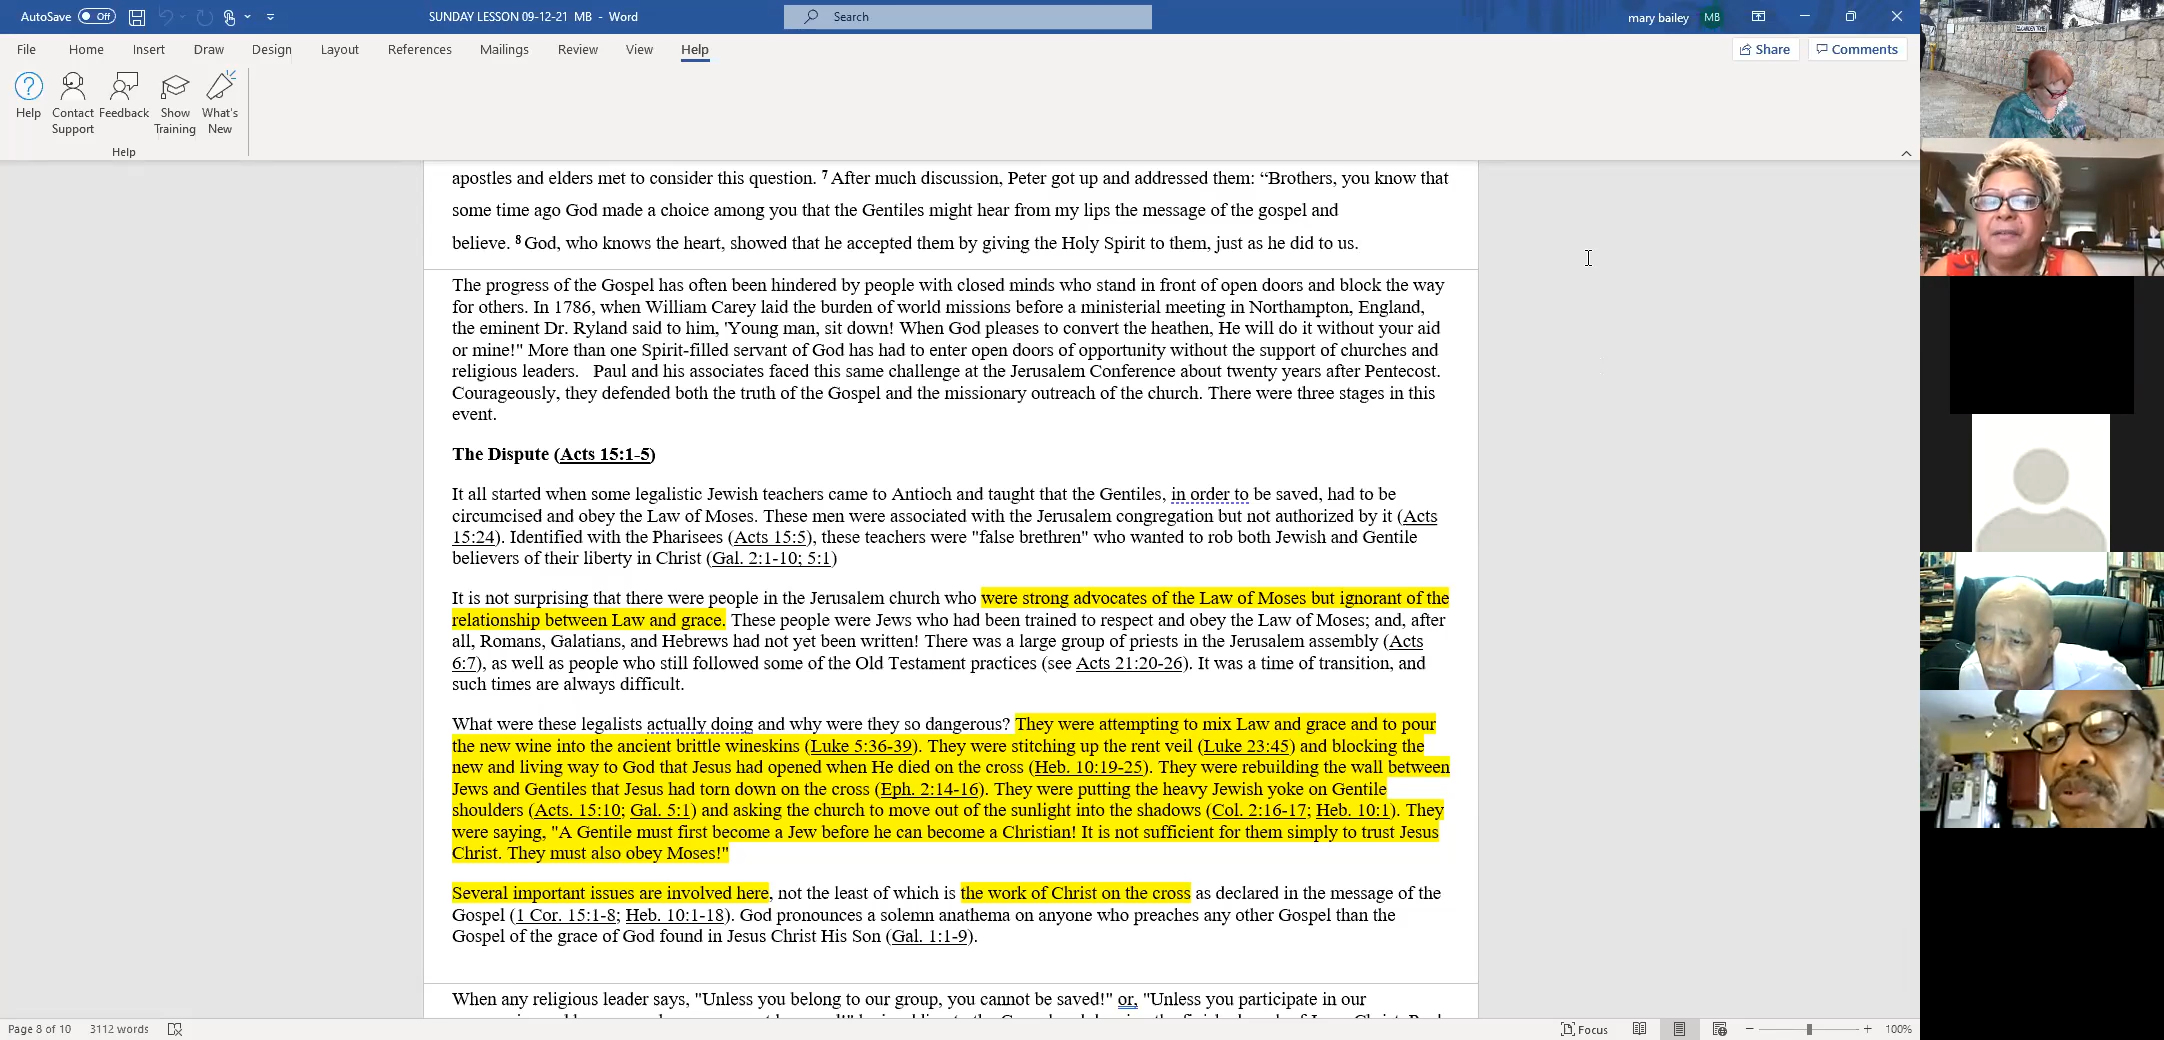 AutoSave Off
SUNDAY LESSON 09-12-21 MB - Word
Search
mary bailey MB
File Home Insert Draw Design Layout References Mailings Review View Help
Share Comments
Help Contact Support Feedback Show Training What's New
Help
apostles and elders met to consider this question. 7 After much discussion, Peter got up and addressed them: “Brothers, you know that
some time ago God made a choice among you that the Gentiles might hear from my lips the message of the gospel and
believe. 8 God, who knows the heart, showed that he accepted them by giving the Holy Spirit to them, just as he did to us.
The progress of the Gospel has often been hindered by people with closed minds who stand in front of open doors and block the way
for others. In 1786, when William Carey laid the burden of world missions before a ministerial meeting in Northampton, England,
the eminent Dr. Ryland said to him, 'Young man, sit down! When God pleases to convert the heathen, He will do it without your aid
or mine!" More than one Spirit-filled servant of God has had to enter open doors of opportunity without the support of churches and
religious leaders. Paul and his associates faced this same challenge at the Jerusalem Conference about twenty years after Pentecost.
Courageously, they defended both the truth of the Gospel and the missionary outreach of the church. There were three stages in this
event.
The Dispute (Acts 15:1-5)
It all started when some legalistic Jewish teachers came to Antioch and taught that the Gentiles, in order to be saved, had to be
circumcised and obey the Law of Moses. These men were associated with the Jerusalem congregation but not authorized by it (Acts
15:24). Identified with the Pharisees (Acts 15:5), these teachers were "false brethren" who wanted to rob both Jewish and Gentile
believers of their liberty in Christ (Gal. 2:1-10; 5:1)
It is not surprising that there were people in the Jerusalem church who were strong advocates of the Law of Moses but ignorant of the
relationship between Law and grace. These people were Jews who had been trained to respect and obey the Law of Moses; and, after
all, Romans, Galatians, and Hebrews had not yet been written! There was a large group of priests in the Jerusalem assembly (Acts
6:7), as well as people who still followed some of the Old Testament practices (see Acts 21:20-26). It was a time of transition, and
such times are always difficult.
What were these legalists actually doing and why were they so dangerous? They were attempting to mix Law and grace and to pour
the new wine into the ancient brittle wineskins (Luke 5:36-39). They were stitching up the rent veil (Luke 23:45) and blocking the
new and living way to God that Jesus had opened when He died on the cross (Heb. 10:19-25). They were rebuilding the wall between
Jews and Gentiles that Jesus had torn down on the cross (Eph. 2:14-16). They were putting the heavy Jewish yoke on Gentile
shoulders (Acts. 15:10; Gal. 5:1) and asking the church to move out of the sunlight into the shadows (Col. 2:16-17; Heb. 10:1). They
were saying, "A Gentile must first become a Jew before he can become a Christian! It is not sufficient for them simply to trust Jesus
Christ. They must also obey Moses!"
Several important issues are involved here, not the least of which is the work of Christ on the cross as declared in the message of the
Gospel (1 Cor. 15:1-8; Heb. 10:1-18). God pronounces a solemn anathema on anyone who preaches any other Gospel than the
Gospel of the grace of God found in Jesus Christ His Son (Gal. 1:1-9).
When any religious leader says, "Unless you belong to our group, you cannot be saved!" or, "Unless you participate in our
Page 8 of 10 3112 words
Focus
100%